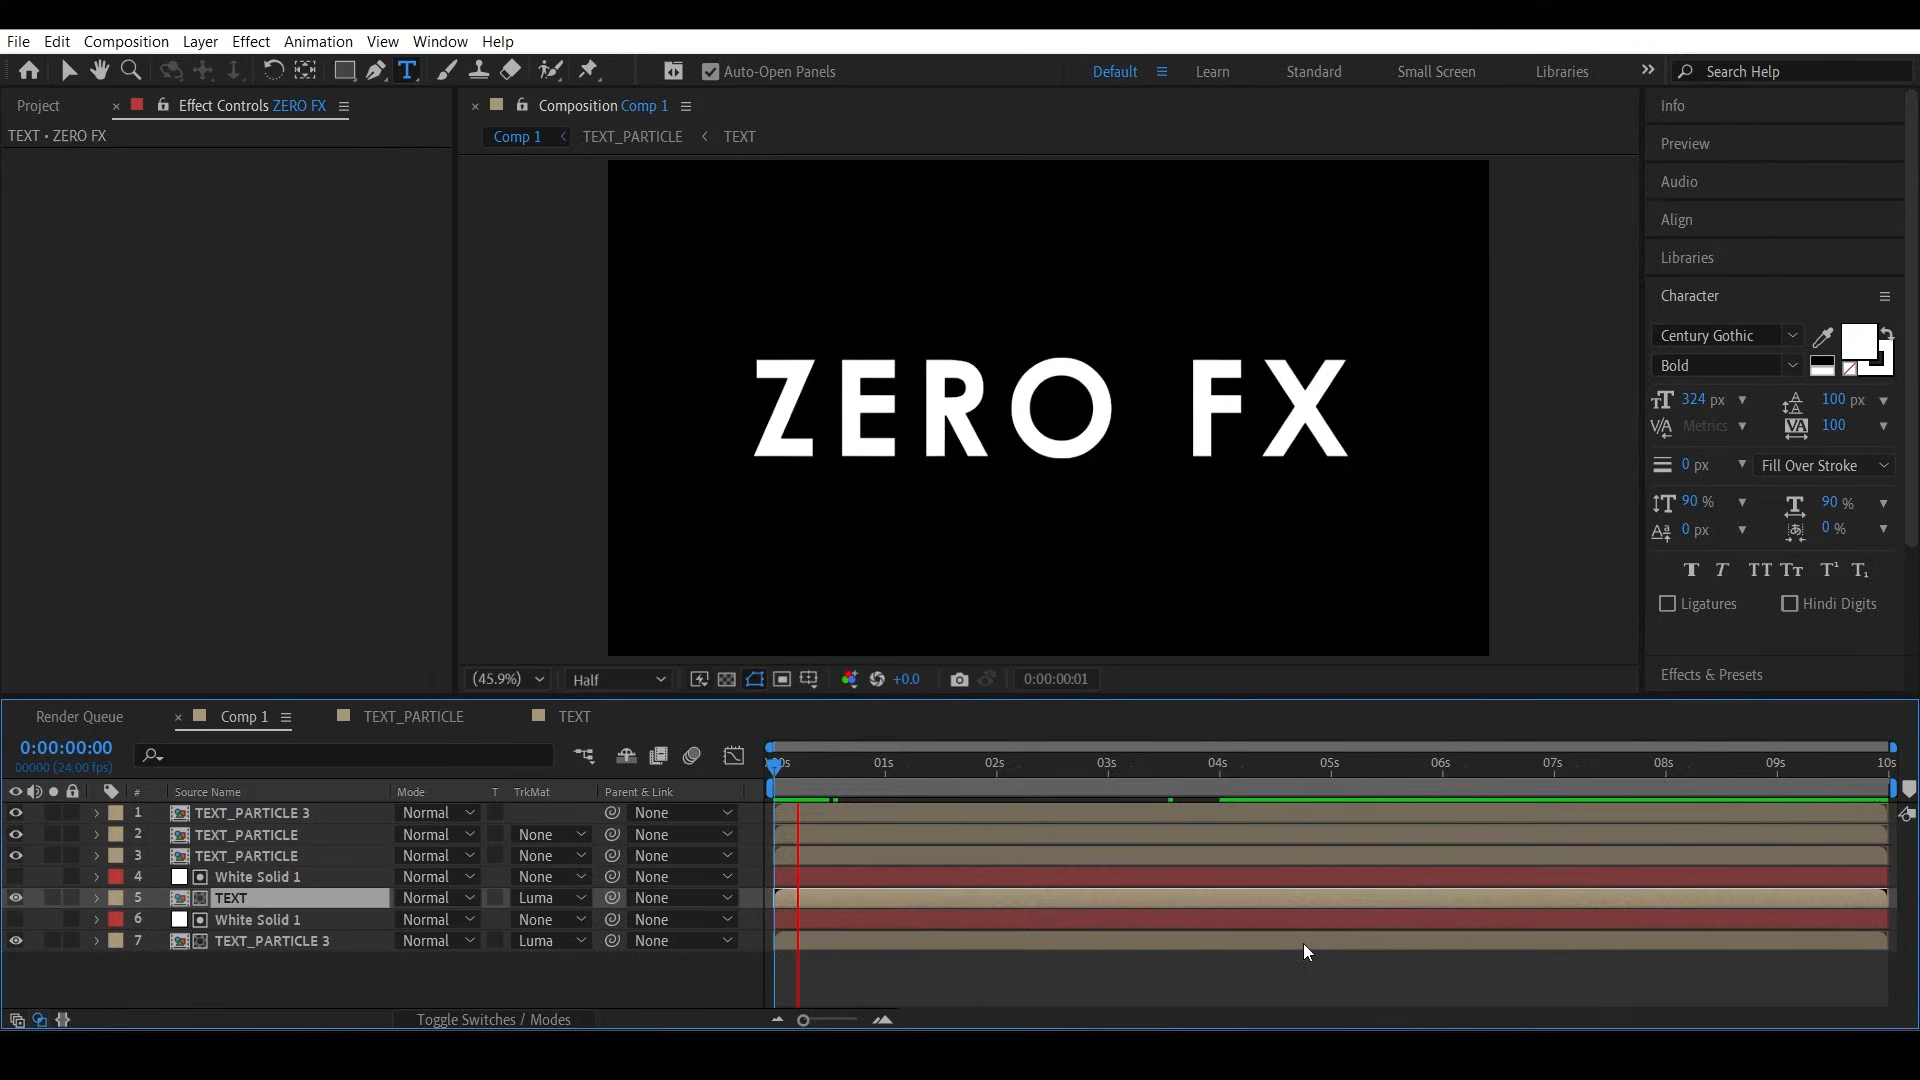 File Edit Composition Layer Effect Animation View Window Help
Auto-Open Panels Default Learn Standard Small Screen Libraries Search Help
Project Effect Controls ZERO FX Composition Comp 1 Info
TEXT • ZERO FX Comp 1 TEXT_PARTICLE TEXT
Preview
Audio
Align
Libraries
Character
Century Gothic
Bold
ZERO FX
324 px 100 px
Metrics 100
0 px Fill Over Stroke
90 % 90 %
0 px 0 %
Ligatures Hindi Digits
Effects & Presets
(45.9%) Half +0.0 0:00:00:01
Render Queue Comp 1 TEXT_PARTICLE TEXT
0:00:00:00
00000 (24.00 fps)
01s 02s 03s 04s 05s 06s 07s 08s 09s 10s
# Source Name Mode T TrkMat Parent & Link
1 TEXT_PARTICLE 3 Normal None
2 TEXT_PARTICLE Normal None None
3 TEXT_PARTICLE Normal None None
4 White Solid 1 Normal None None
5 TEXT Normal Luma None
6 White Solid 1 Normal None None
7 TEXT_PARTICLE 3 Normal Luma None
Toggle Switches / Modes